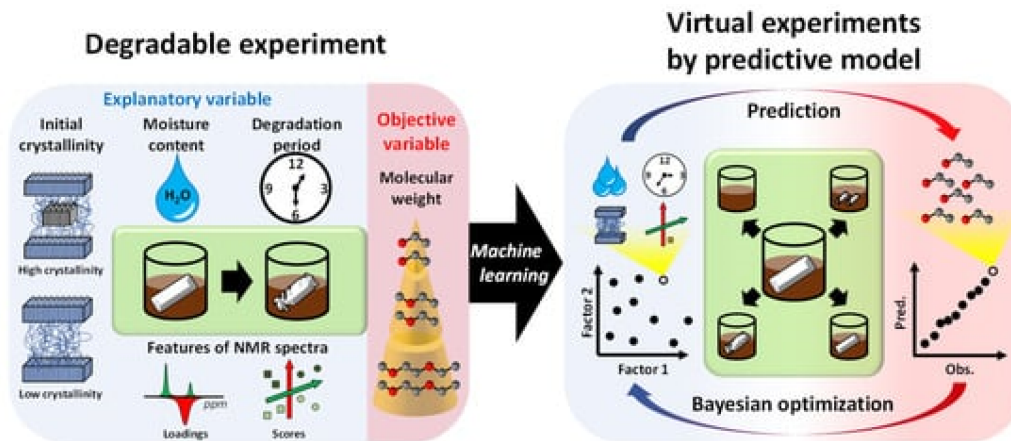 Degradable experiment
Explanatory variable
Initial
crystallinity
High crystallinity
Low crystallinity
Moisture
content
H₂O
Degradation
period
12
9
3
6
Features of NMR spectra
ppm
Loadings
Scores
Objective
variable
Molecular
weight
Machine
learning
Virtual experiments
by predictive model
Prediction
12
9
3
6
Factor 2
Factor 1
Pred.
Obs.
Bayesian optimization